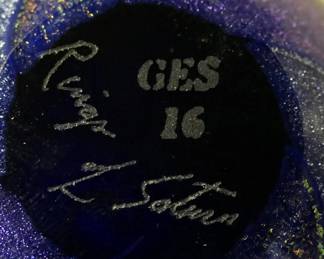 GES
16
Rings
of Saturn